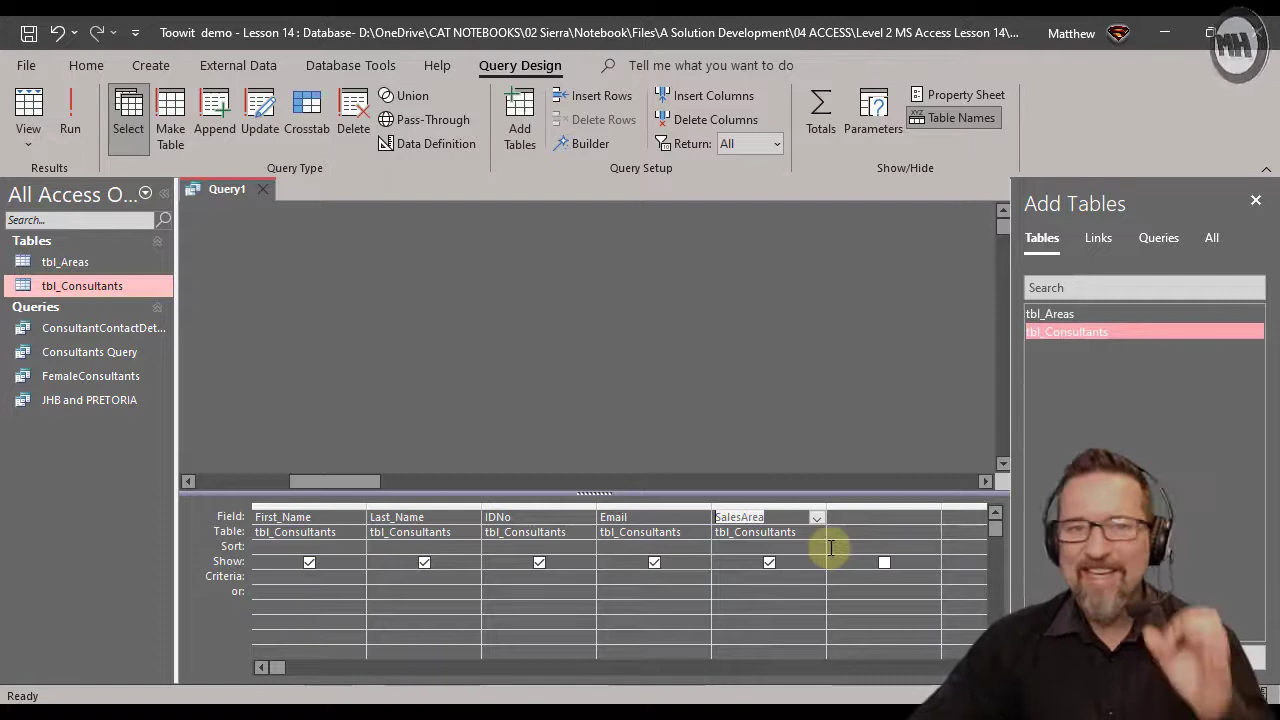 Toowit demo - Lesson 14 : Database- D:\OneDrive\CAT NOTEBOOKS\02 Sierra\Notebook\Files\A Solution Development\04 ACCESS\Level 2 MS Access Lesson 14\...
Matthew
MH
File Home Create External Data Database Tools Help Query Design Tell me what you want to do
View
Run
Select
Make Table
Append
Update
Crosstab
Delete
Union
Pass-Through
Data Definition
Add Tables
Insert Rows
Delete Rows
Builder
Insert Columns
Delete Columns
Return: All
Totals
Parameters
Property Sheet
XYZ Table Names
Results
Query Type
Query Setup
Show/Hide
All Access O...
Search...
Tables
tbl_Areas
tbl_Consultants
Queries
ConsultantContactDet...
Consultants Query
FemaleConsultants
JHB and PRETORIA
Query1
Field: First_Name Last_Name IDNo Email SalesArea
Table: tbl_Consultants tbl_Consultants tbl_Consultants tbl_Consultants tbl_Consultants
Sort:
Show:
Criteria:
or:
Add Tables
Tables Links Queries All
Search
tbl_Areas
tbl_Consultants
Ready